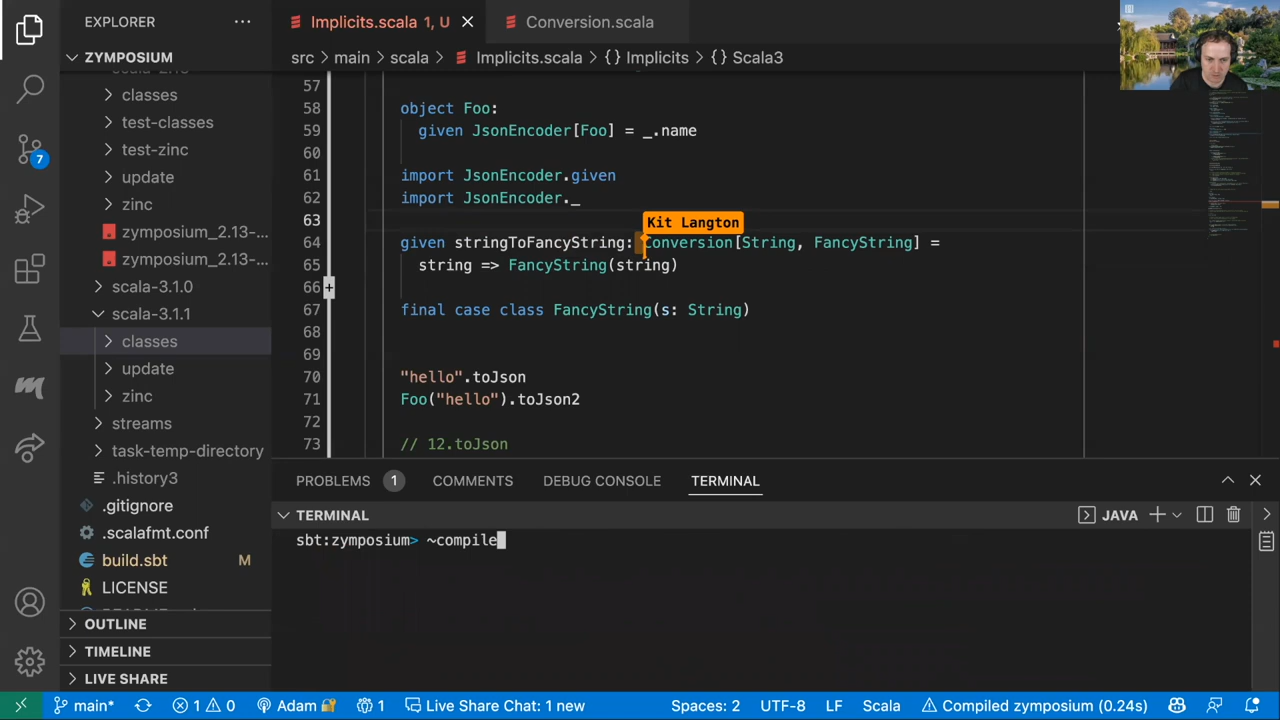 EXPLORER
Implicits.scala 1, U
Conversion.scala
ZYMPOSIUM
src > main > scala > Implicits.scala > {} Implicits > {} Scala3
classes
test-classes
test-zinc
update
zinc
zymposium_2.13-...
zymposium_2.13-...
scala-3.1.0
scala-3.1.1
classes
update
zinc
streams
task-temp-directory
.history3
.gitignore
.scalafmt.conf
build.sbt M
LICENSE
OUTLINE
TIMELINE
LIVE SHARE
7
57
58 object Foo:
59 given JsonEncoder[Foo] = _.name
60
61 import JsonEncoder.given
62 import JsonEncoder._
63
Kit Langton
64 given stringToFancyString: Conversion[String, FancyString] =
65 string => FancyString(string)
66
67 final case class FancyString(s: String)
68
69
70 "hello".toJson
71 Foo("hello").toJson2
72
73 // 12.toJson
PROBLEMS 1 COMMENTS DEBUG CONSOLE TERMINAL
TERMINAL
JAVA
sbt:zymposium> ~compile
main* 1 0 Adam 1 Live Share Chat: 1 new Spaces: 2 UTF-8 LF Scala Compiled zymposium (0.24s)